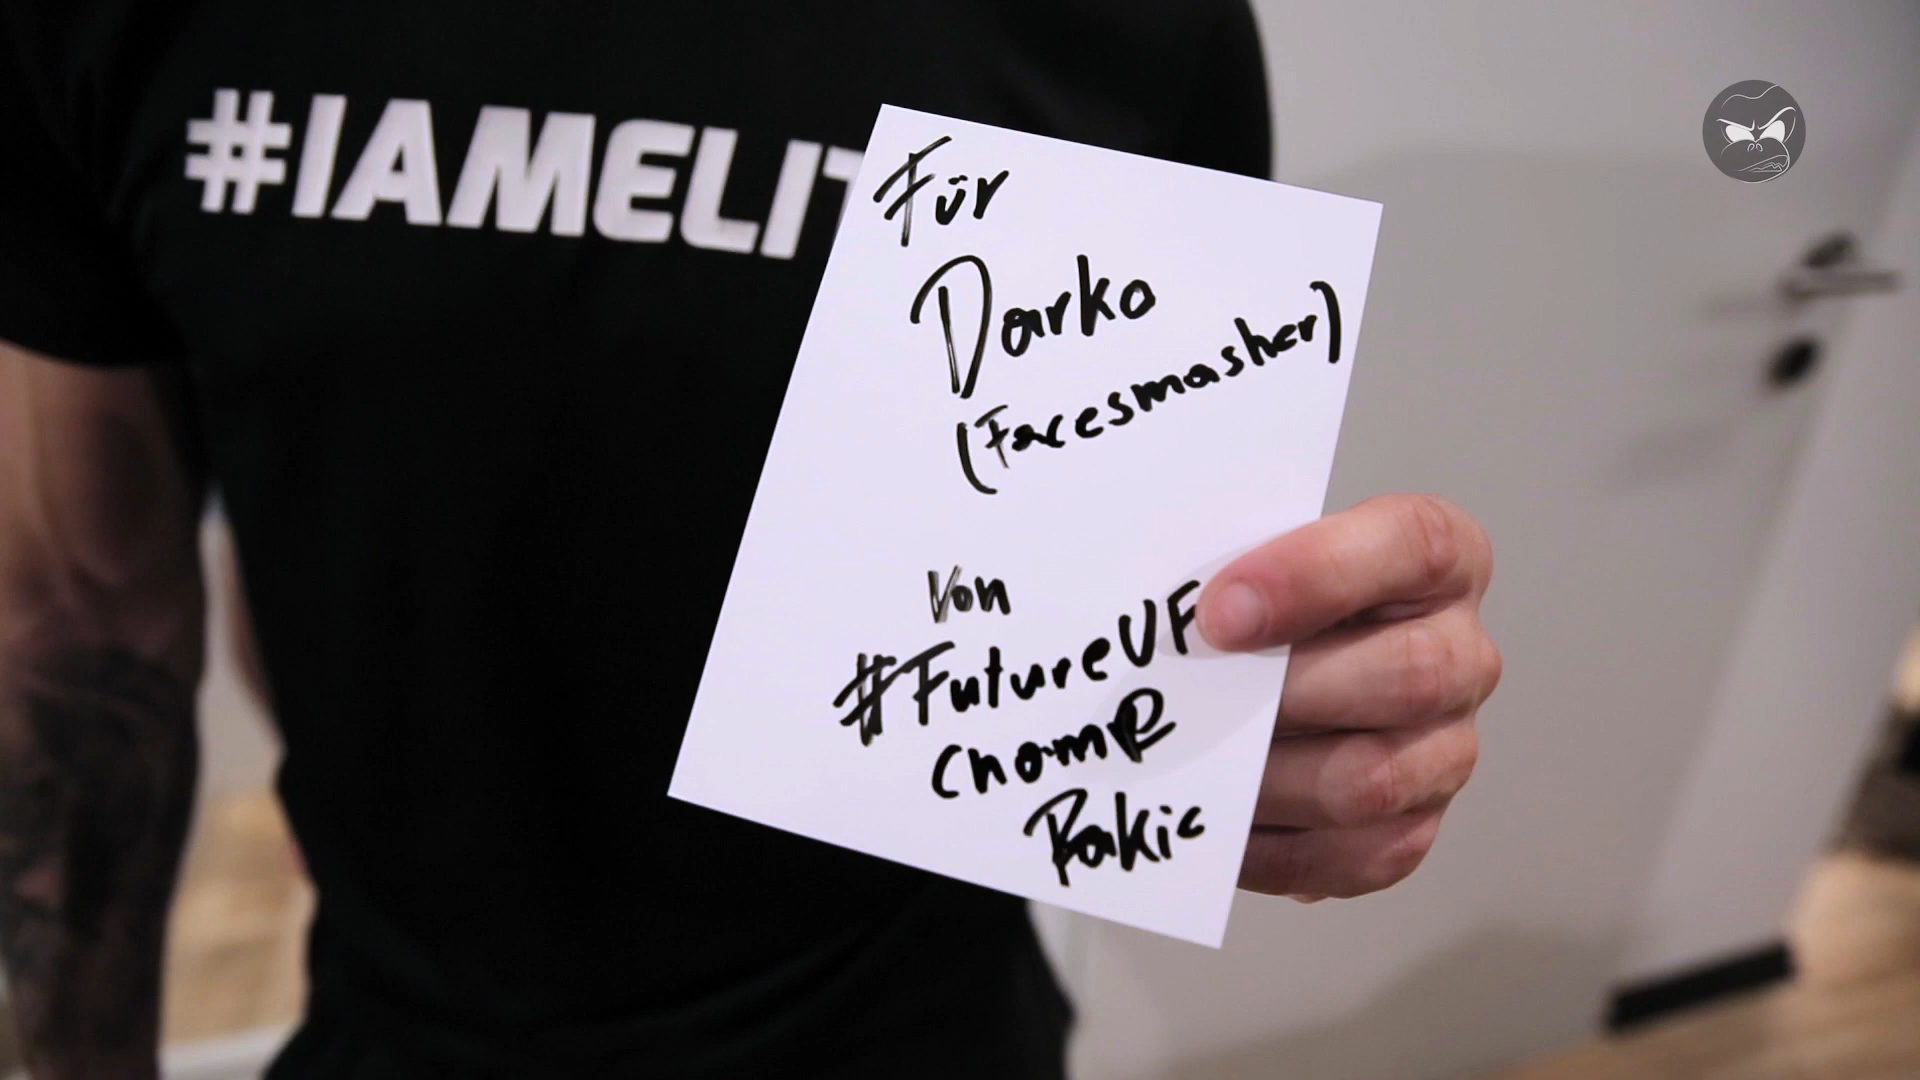 #IAMELIT
Für
Darko
(Facesmasher)
Von
#FutureUF
Champ
Rakic